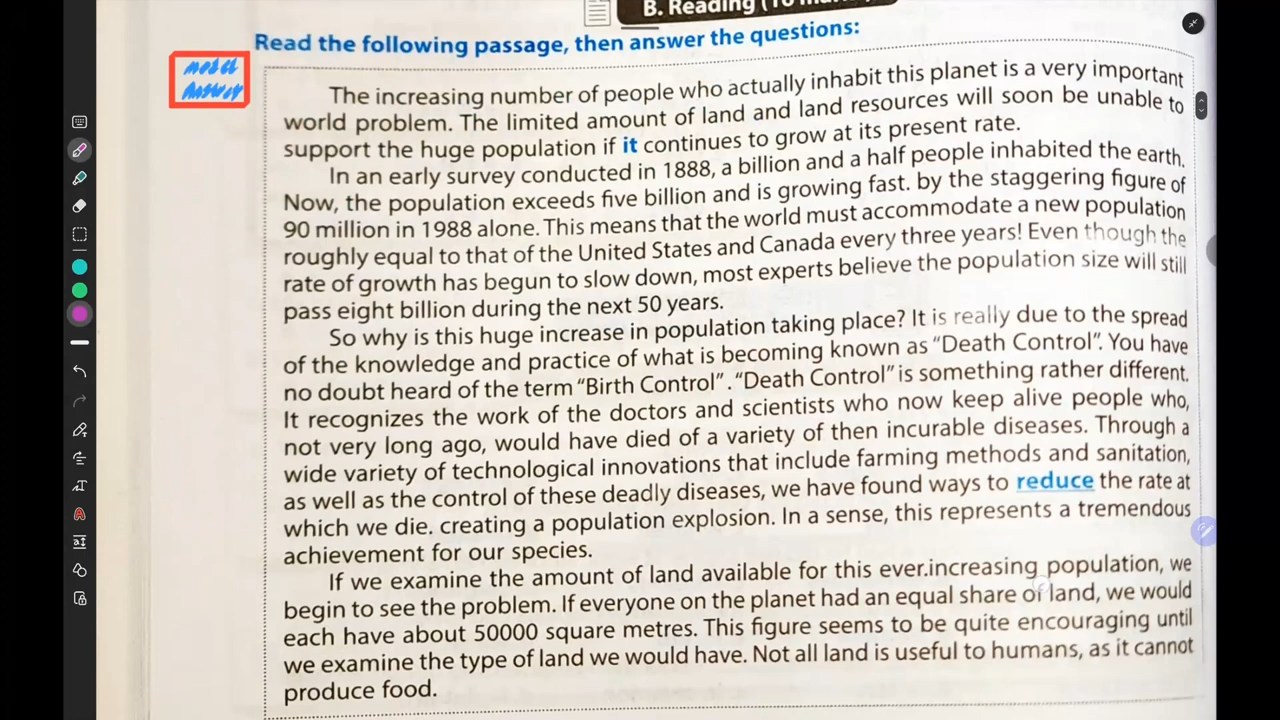 B. Reading (10
Read the following passage, then answer the questions:
model
Answer
The increasing number of people who actually inhabit this planet is a very important
world problem. The limited amount of land and land resources will soon be unable to
support the huge population if it continues to grow at its present rate.
In an early survey conducted in 1888, a billion and a half people inhabited the earth.
Now, the population exceeds five billion and is growing fast. by the staggering figure of
90 million in 1988 alone. This means that the world must accommodate a new population
roughly equal to that of the United States and Canada every three years! Even though the
rate of growth has begun to slow down, most experts believe the population size will still
pass eight billion during the next 50 years.
So why is this huge increase in population taking place? It is really due to the spread
of the knowledge and practice of what is becoming known as “Death Control”. You have
no doubt heard of the term “Birth Control”. “Death Control” is something rather different.
It recognizes the work of the doctors and scientists who now keep alive people who,
not very long ago, would have died of a variety of then incurable diseases. Through a
wide variety of technological innovations that include farming methods and sanitation,
as well as the control of these deadly diseases, we have found ways to reduce the rate at
which we die. creating a population explosion. In a sense, this represents a tremendous
achievement for our species.
If we examine the amount of land available for this ever.increasing population, we
begin to see the problem. If everyone on the planet had an equal share of land, we would
each have about 50000 square metres. This figure seems to be quite encouraging until
we examine the type of land we would have. Not all land is useful to humans, as it cannot
produce food.